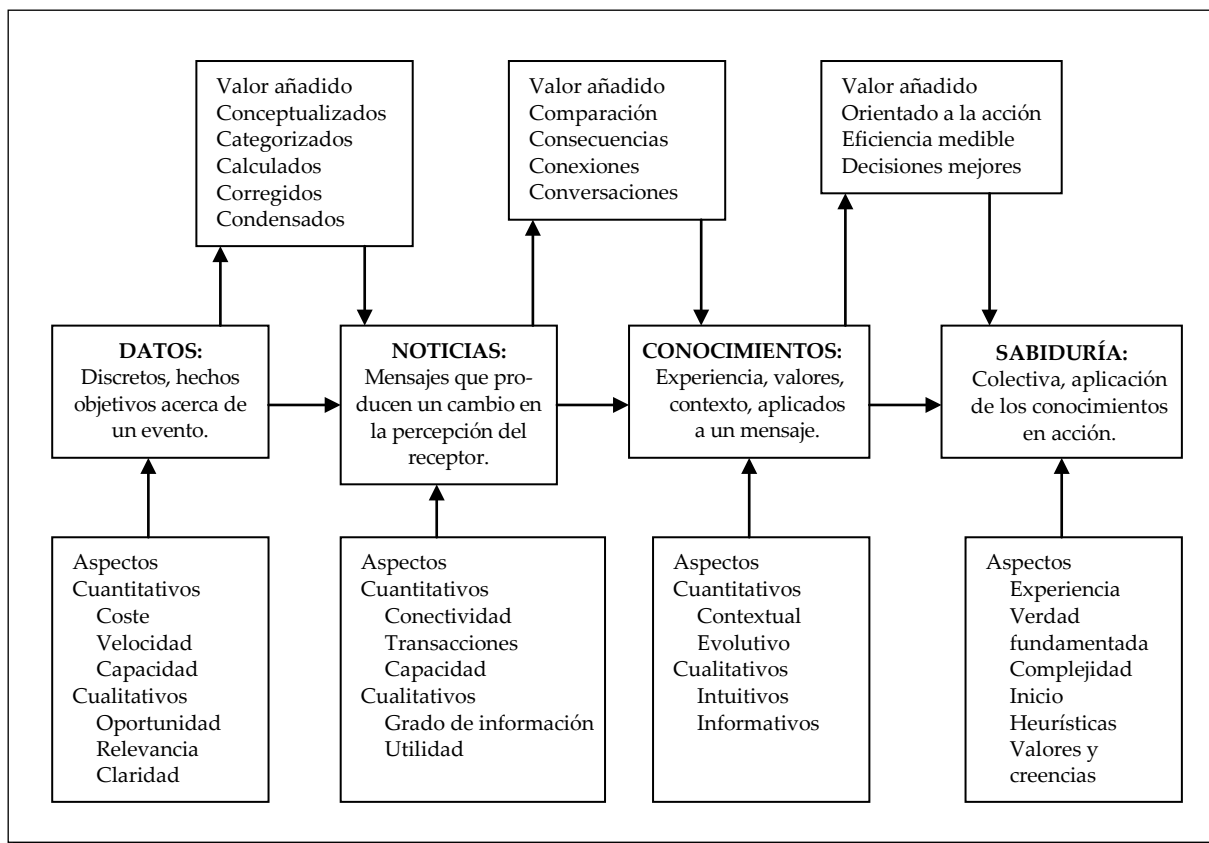 Valor añadido
Conceptualizados
Categorizados
Calculados
Corregidos
Condensados
Valor añadido
Comparación
Consecuencias
Conexiones
Conversaciones
Valor añadido
Orientado a la acción
Eficiencia medible
Decisiones mejores
DATOS:
Discretos, hechos
objetivos acerca de
un evento.
NOTICIAS:
Mensajes que pro-
ducen un cambio en
la percepción del
receptor.
CONOCIMIENTOS:
Experiencia, valores,
contexto, aplicados
a un mensaje.
SABIDURÍA:
Colectiva, aplicación
de los conocimientos
en acción.
Aspectos
Cuantitativos
Coste
Velocidad
Capacidad
Cualitativos
Oportunidad
Relevancia
Claridad
Aspectos
Cuantitativos
Conectividad
Transacciones
Capacidad
Cualitativos
Grado de información
Utilidad
Aspectos
Cuantitativos
Contextual
Evolutivo
Cualitativos
Intuitivos
Informativos
Aspectos
Experiencia
Verdad
fundamentada
Complejidad
Inicio
Heurísticas
Valores y
creencias